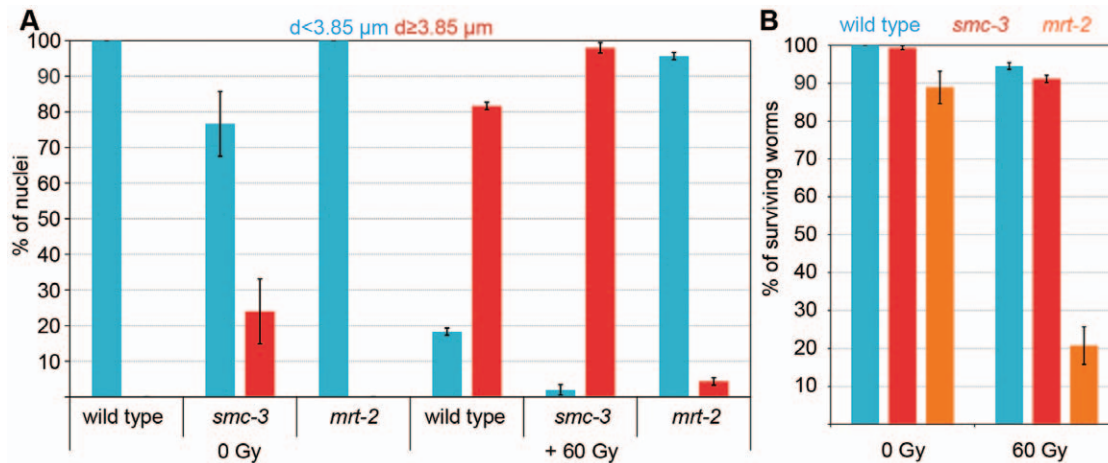 A
d<3.85 µm d≥3.85 µm
% of nuclei
100
90
80
70
60
50
40
30
20
10
wild type smc-3 mrt-2 wild type smc-3 mrt-2
0 Gy + 60 Gy
B
wild type smc-3 mrt-2
% of surviving worms
100
90
80
70
60
50
40
30
20
10
0 Gy 60 Gy